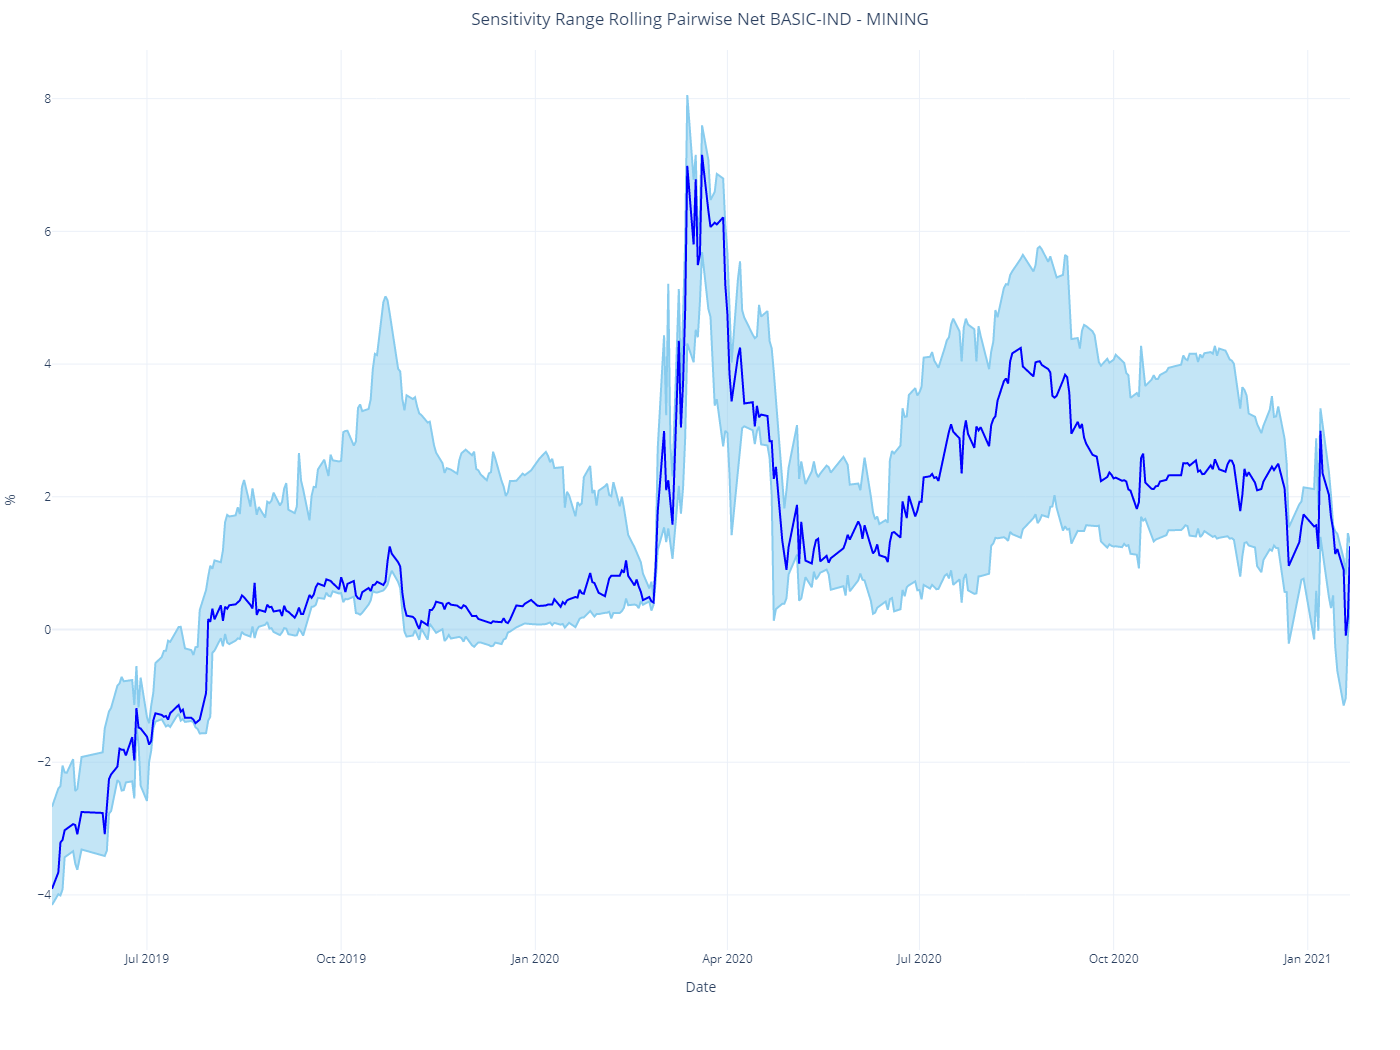 Sensitivity Range Rolling Pairwise Net BASIC-IND - MINING
8
6
4
2
0
−2
−4
%
Jul 2019 Oct 2019 Jan 2020 Apr 2020 Jul 2020 Oct 2020 Jan 2021
Date